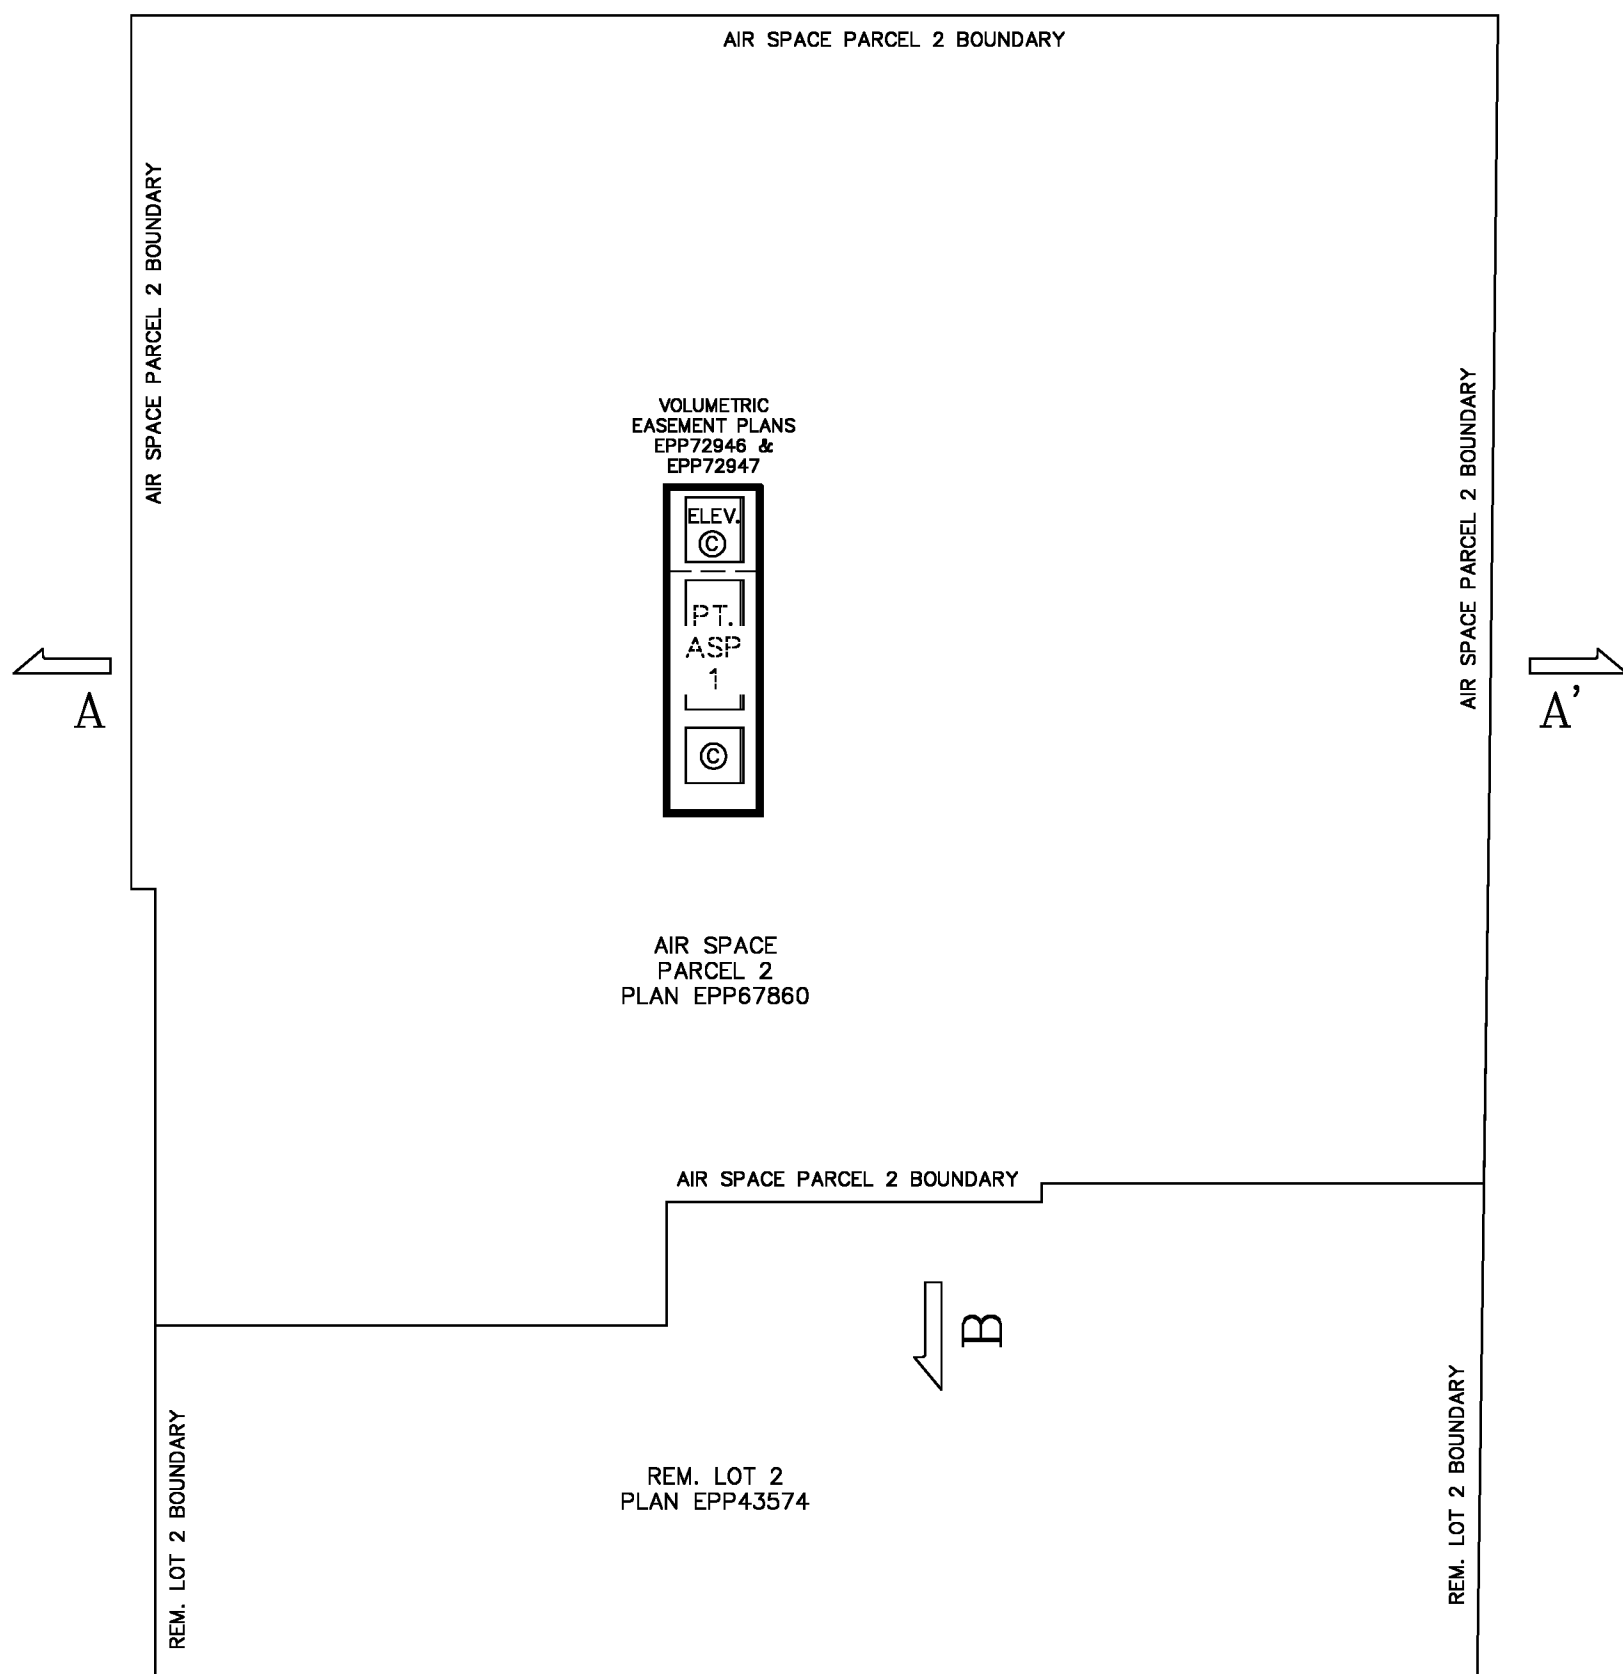 AIR SPACE PARCEL 2 BOUNDARY
AIR SPACE PARCEL 2 BOUNDARY
AIR SPACE PARCEL 2 BOUNDARY
VOLUMETRIC
EASEMENT PLANS
EPP72946 &
EPP72947
ELEV.
©
PT.
ASP
1
©
A
A'
AIR SPACE
PARCEL 2
PLAN EPP67860
AIR SPACE PARCEL 2 BOUNDARY
B
REM. LOT 2 BOUNDARY
REM. LOT 2
PLAN EPP43574
REM. LOT 2 BOUNDARY